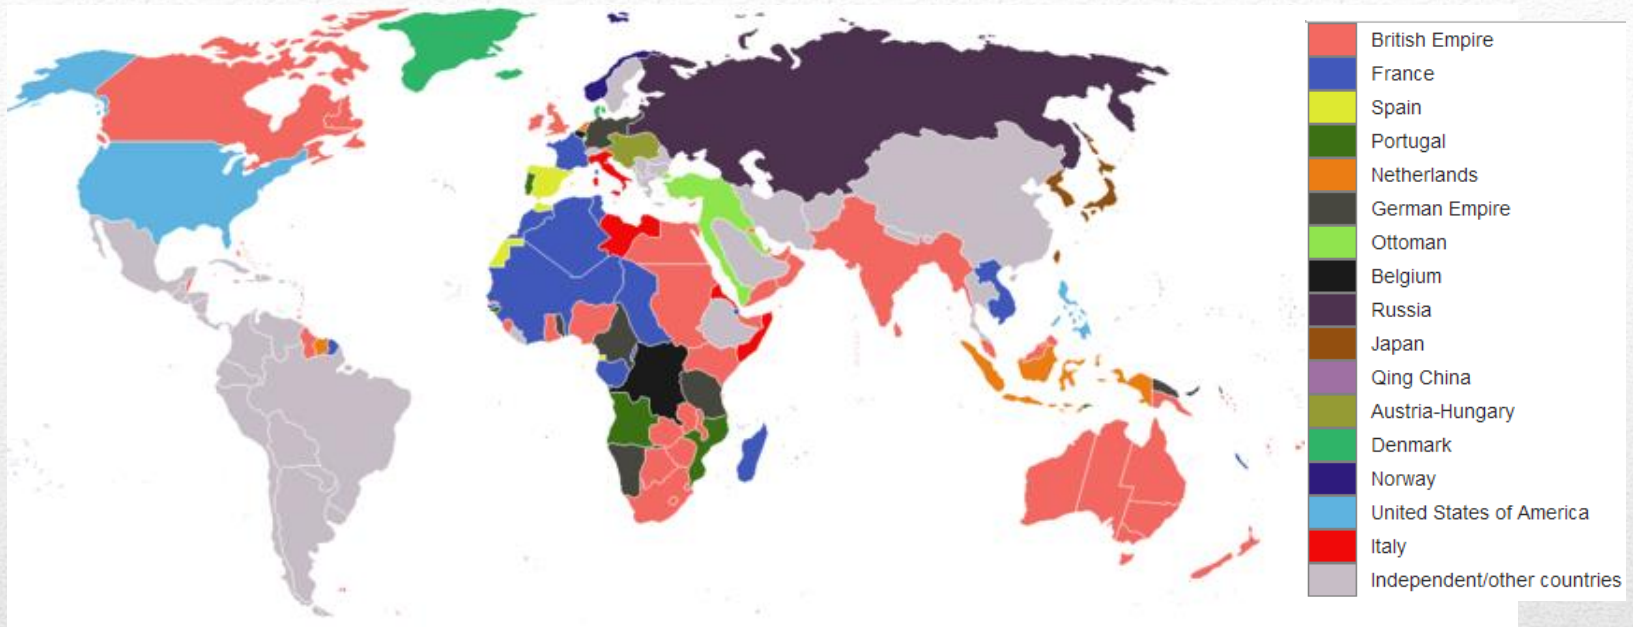 British Empire
France
Spain
Portugal
Netherlands
German Empire
Ottoman
Belgium
Russia
Japan
Qing China
Austria-Hungary
Denmark
Norway
United States of America
Italy
Independent/other countries